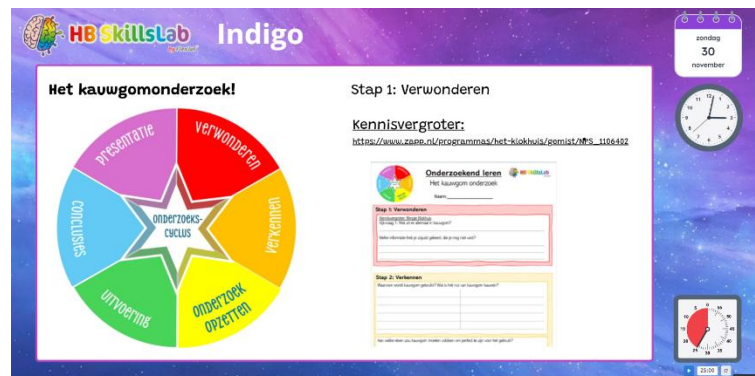 HB SkillsLab
Indigo
zondag
30
november
Het kauwgomonderzoek!
Stap 1: Verwonderen
Kennisvergroter:
https://www.zapp.nl/programmas/het-klokhuis/gemist/NPS_1106402
presentatie
verwonderen
verkennen
onderzoek
opzetten
uitvoering
conclusies
onderzoeks-
cyclus
Onderzoekend leren
Het kauwgom onderzoek
Naam:
Stap 1: Verwonderen
Stap 2: Verkennen
25:00